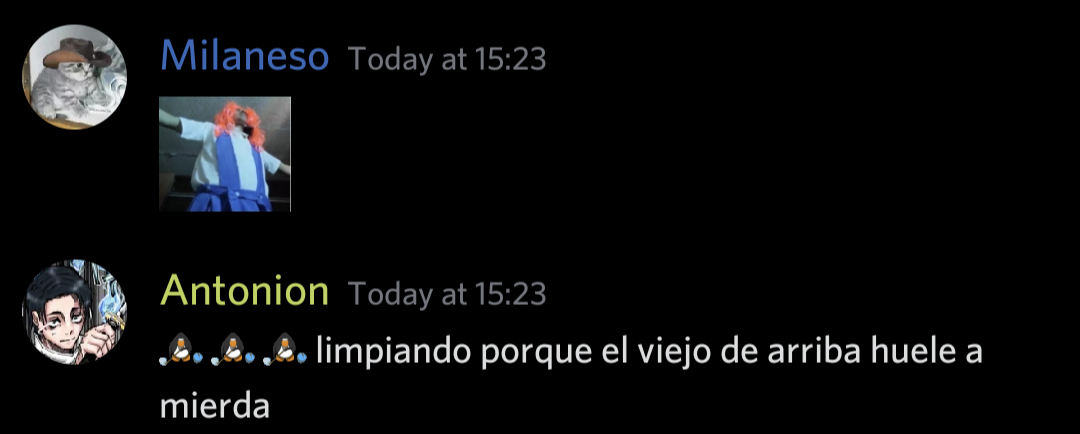 Milaneso Today at 15:23
Antonion Today at 15:23
limpiando porque el viejo de arriba huele a
mierda